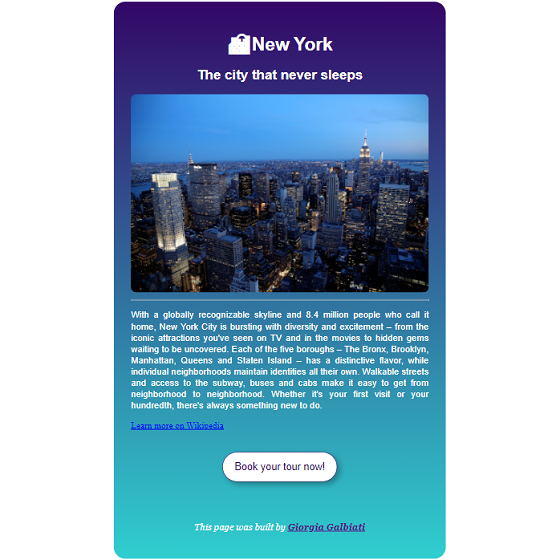 New York
The city that never sleeps
With a globally recognizable skyline and 8.4 million people who call it
home, New York City is bursting with diversity and excitement – from the
iconic attractions you've seen on TV and in the movies to hidden gems
waiting to be uncovered. Each of the five boroughs – The Bronx, Brooklyn,
Manhattan, Queens and Staten Island – has a distinctive flavor, while
individual neighborhoods maintain identities all their own. Walkable streets
and access to the subway, buses and cabs make it easy to get from
neighborhood to neighborhood. Whether it's your first visit or your
hundredth, there's always something new to do.
Learn more on Wikipedia
Book your tour now!
This page was built by Giorgia Galbiati